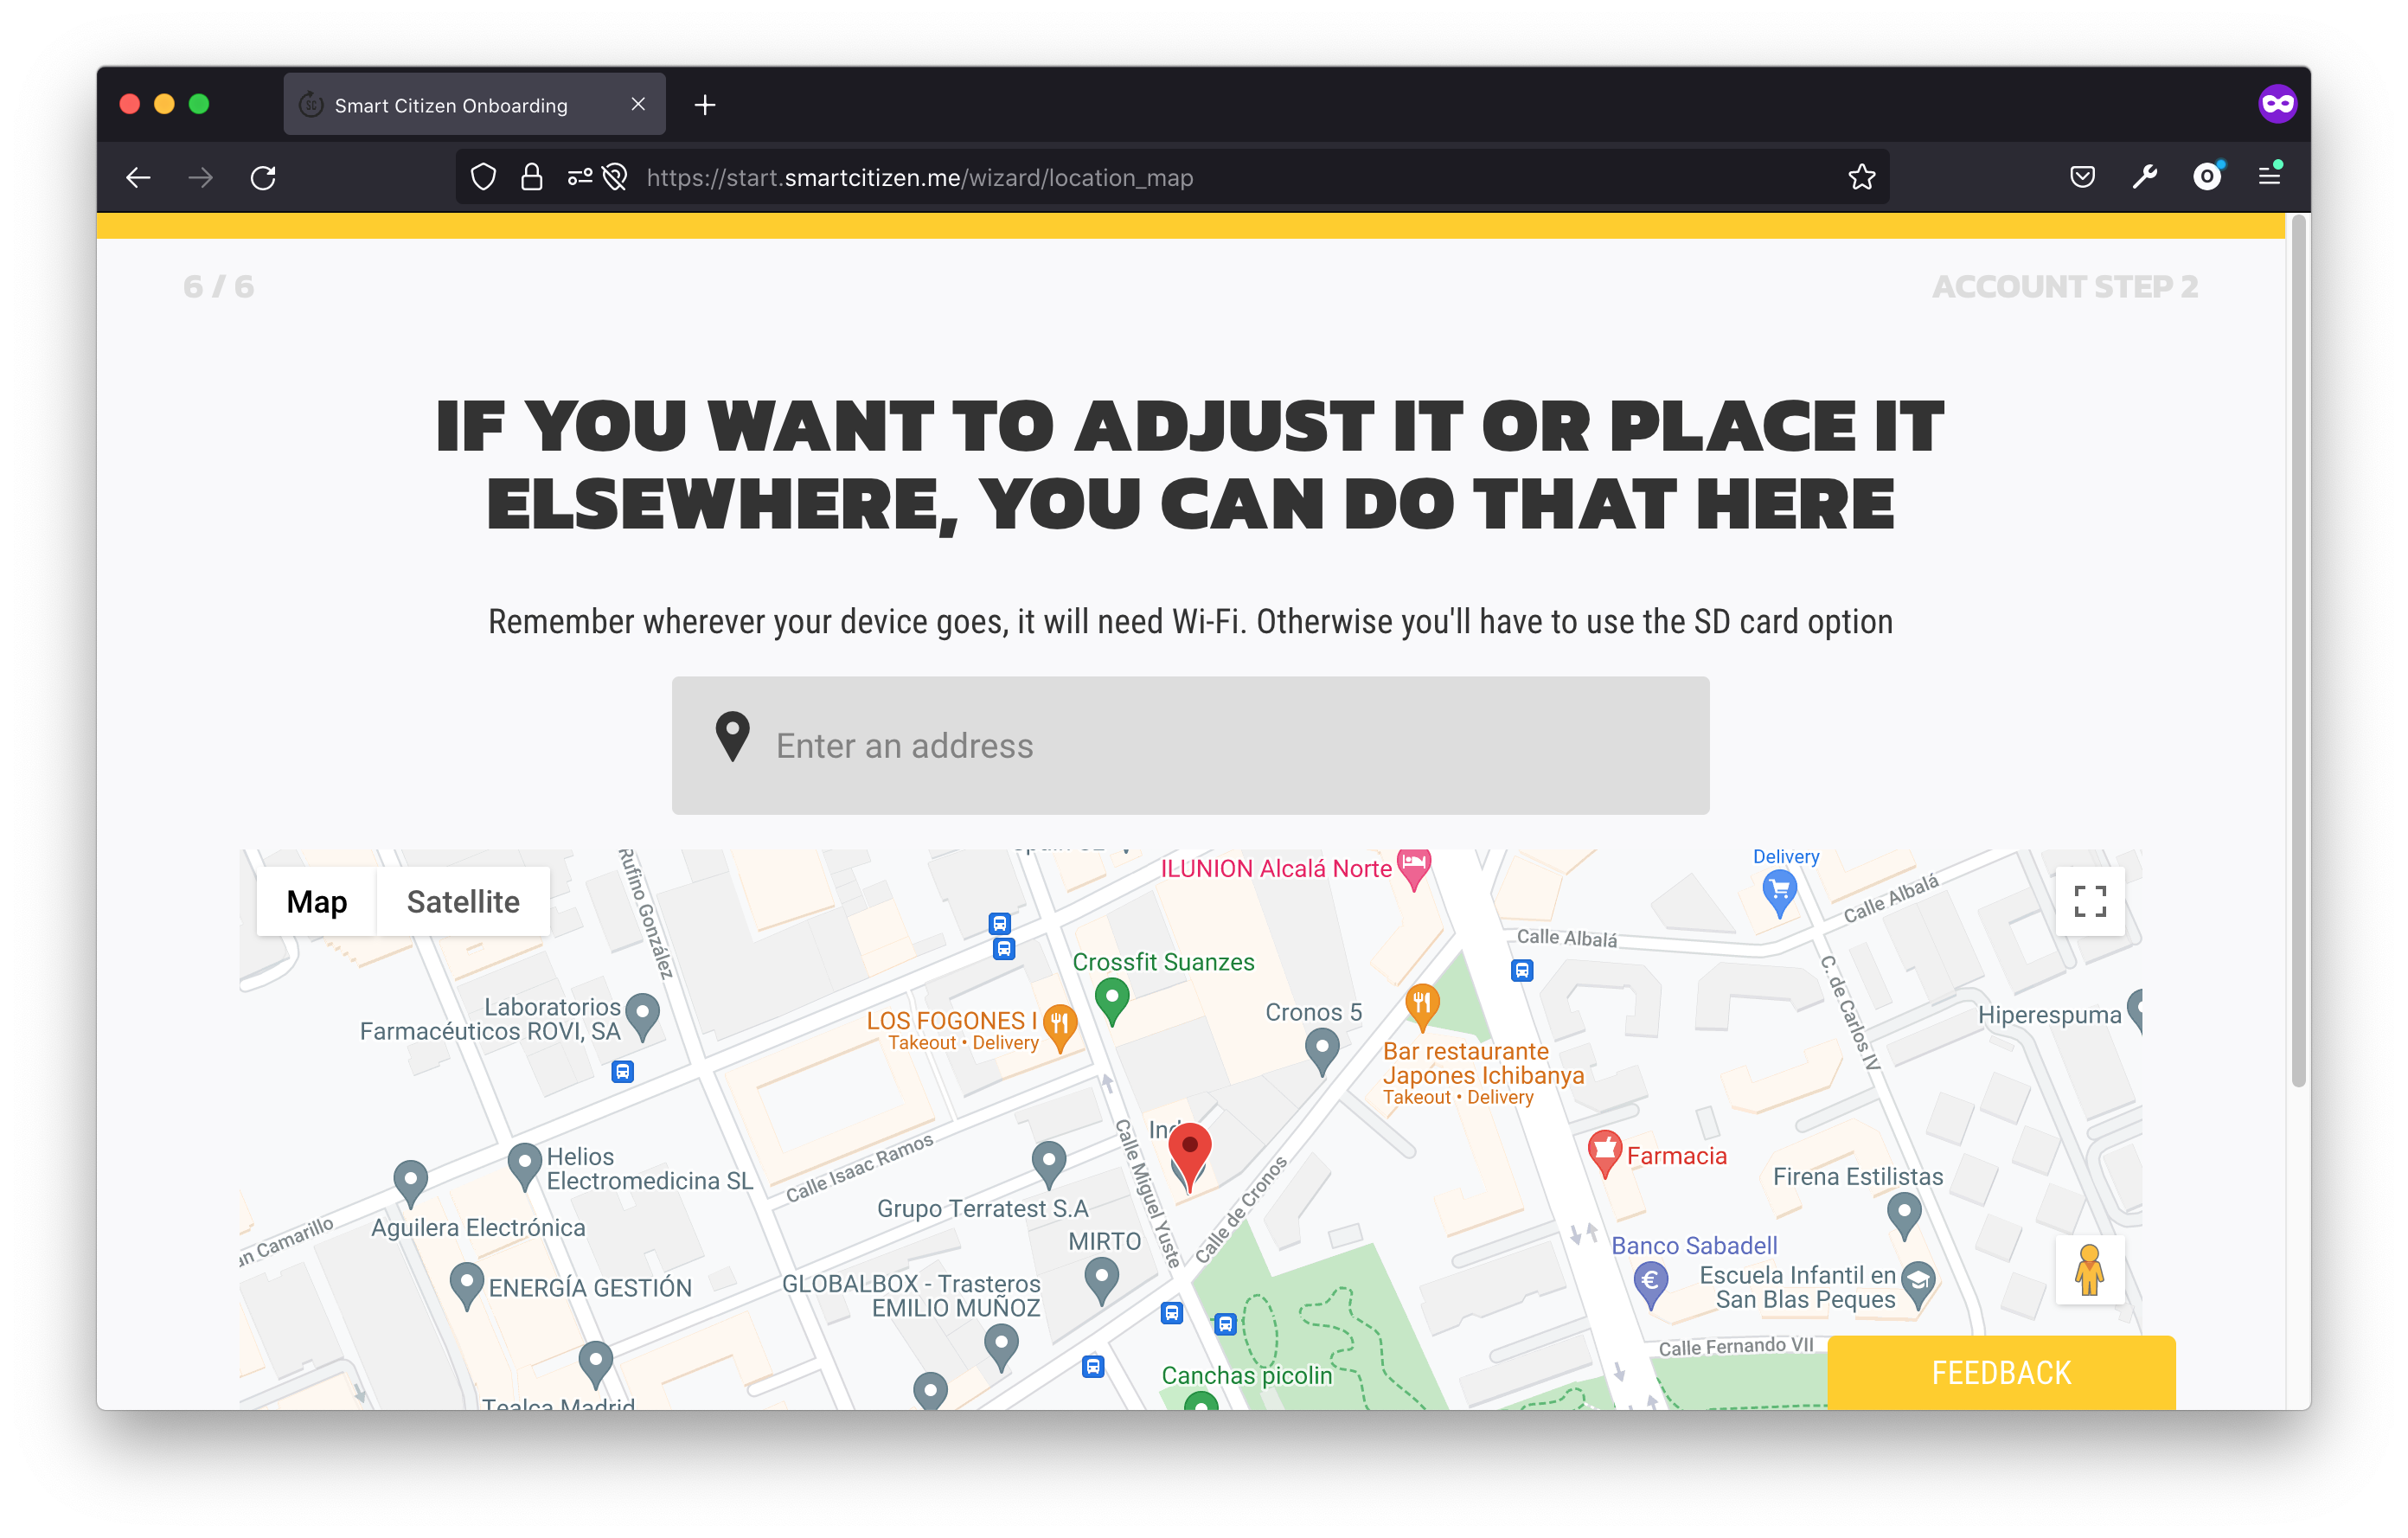 Smart Citizen Onboarding
https://start.smartcitizen.me/wizard/location_map
6 / 6
ACCOUNT STEP 2
IF YOU WANT TO ADJUST IT OR PLACE IT
ELSEWHERE, YOU CAN DO THAT HERE
Remember wherever your device goes, it will need Wi-Fi. Otherwise you'll have to use the SD card option
Enter an address
Map
Satellite
Rufino González
ILUNION Alcalá Norte
Delivery
Calle Albalá
Calle Albalá
Crossfit Suanzes
C. de Carlos IV
Laboratorios
Farmacéuticos ROVI, SA
LOS FOGONES I
Takeout • Delivery
Cronos 5
Hiperespuma
Bar restaurante
Japones Ichibanya
Takeout • Delivery
Calle Isaac Ramos
Calle Miguel Yuste
Calle de Cronos
Helios
Electromedicina SL
Farmacia
Firena Estilistas
Grupo Terratest S.A
Aguilera Electrónica
MIRTO
Banco Sabadell
Camarillo
GLOBALBOX - Trasteros
EMILIO MUÑOZ
ENERGÍA GESTIÓN
Escuela Infantil en
San Blas Peques
Calle Fernando VII
Canchas picolin
FEEDBACK
Tealca Madrid